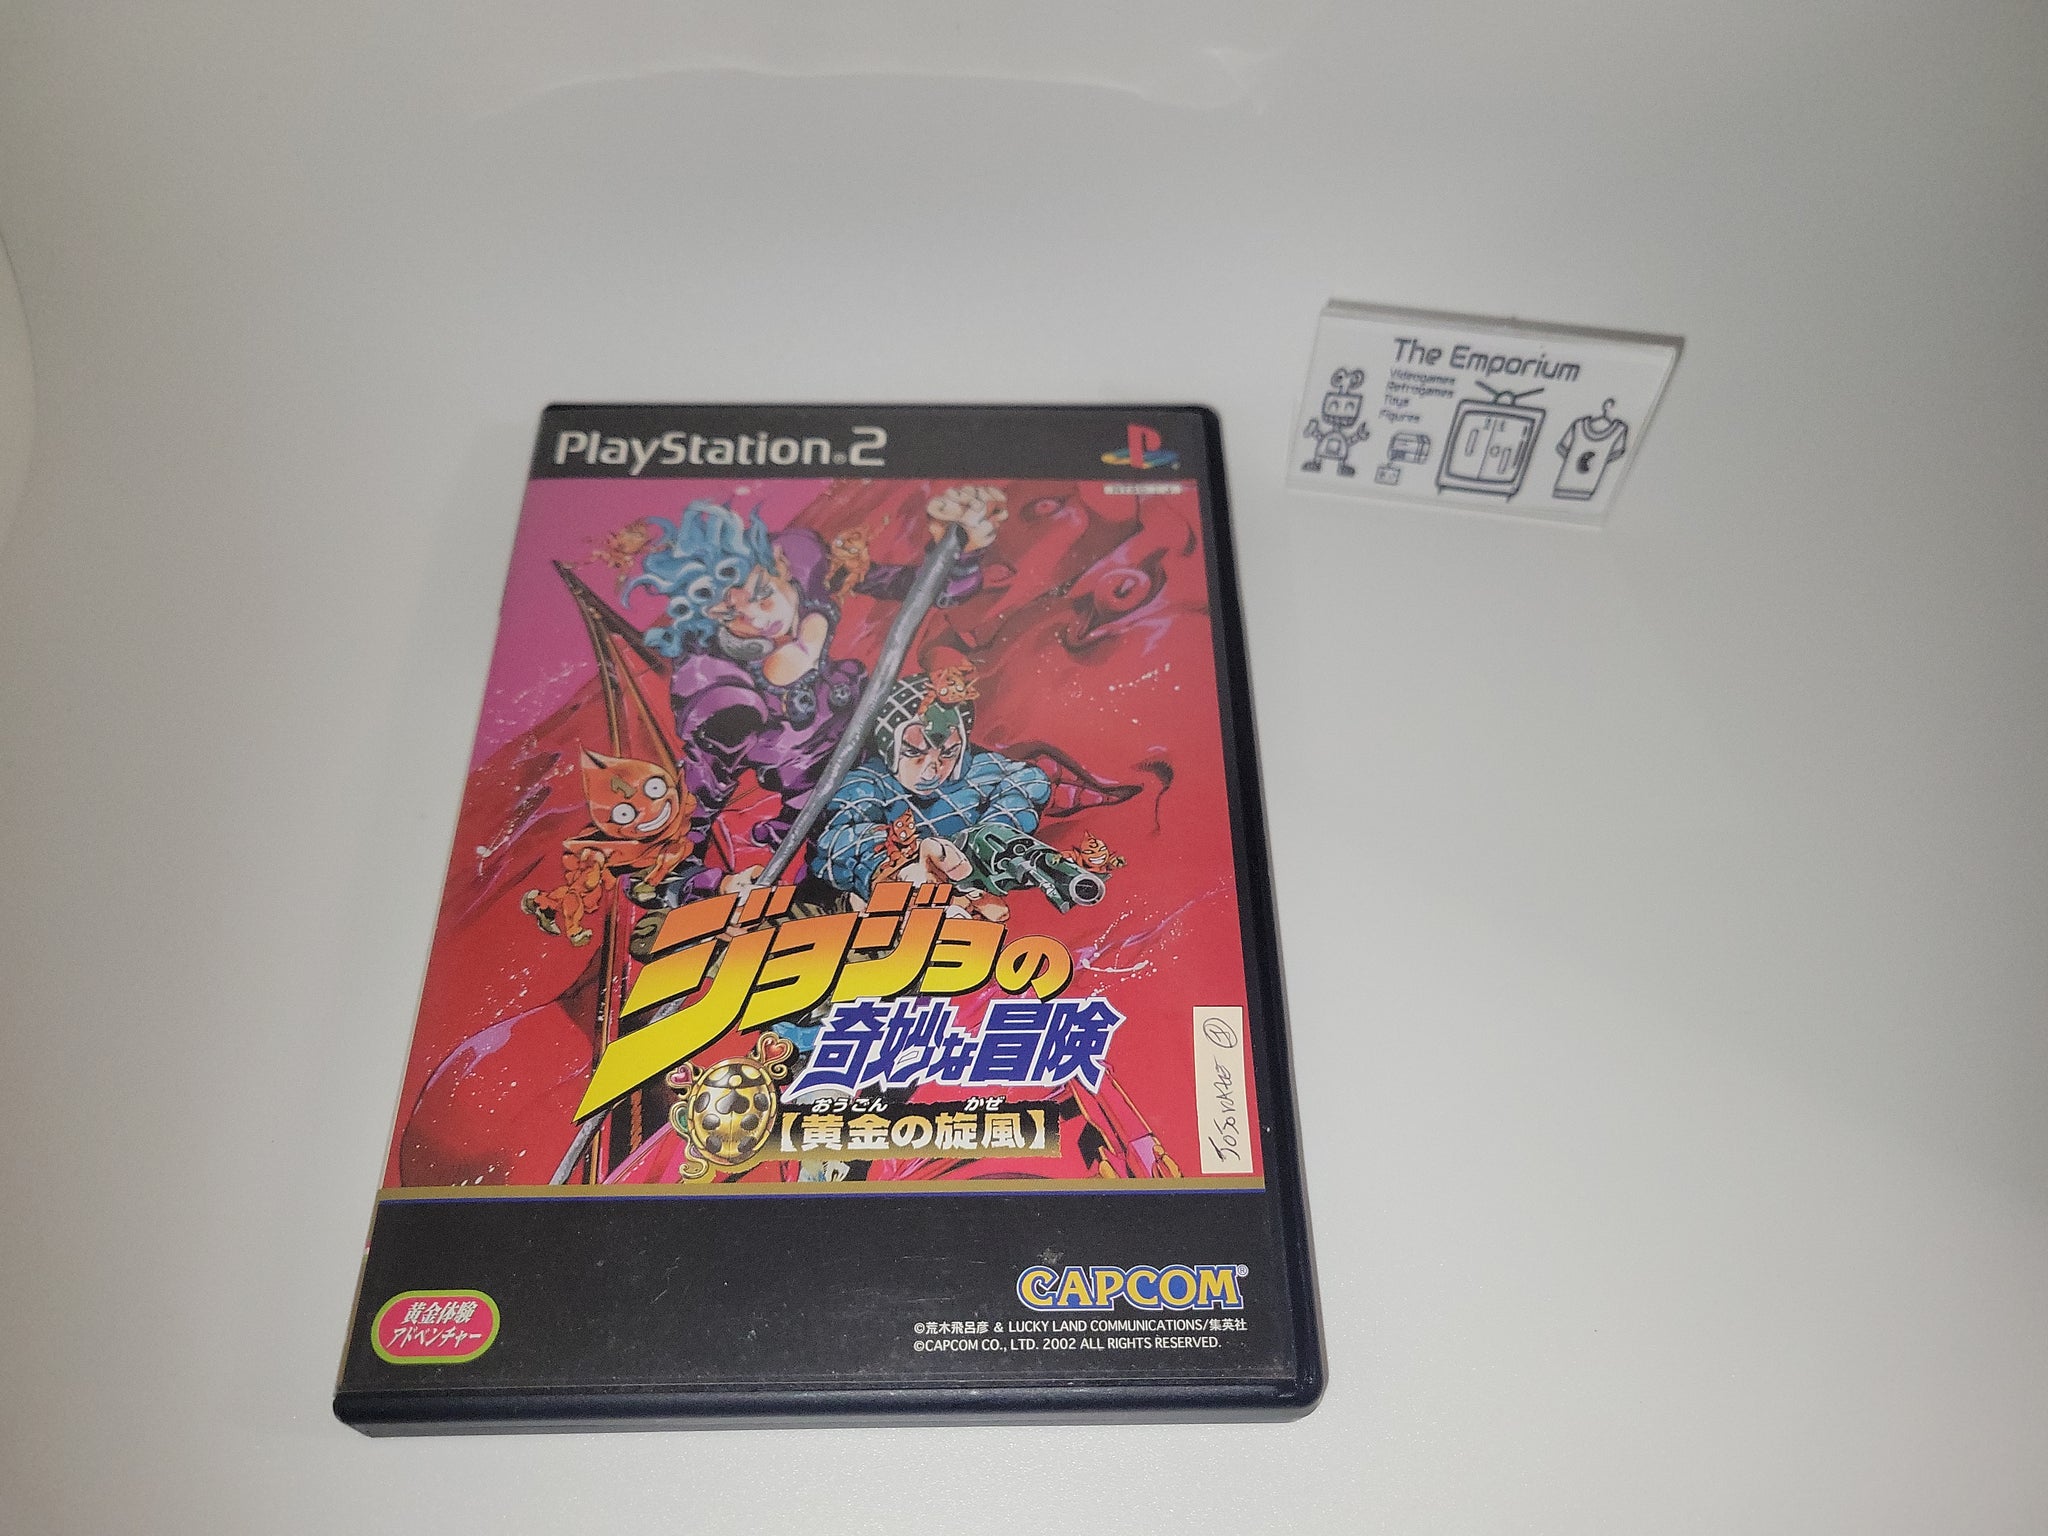 The Emporium
Videogames
Retrogames
Toys
Figures
PlayStation®2
ジョジョの
奇妙な冒険
おうごん かぜ
【黄金の旋風】
黄金体験
アドベンチャー
CAPCOM®
©荒木飛呂彦 & LUCKY LAND COMMUNICATIONS/集英社
©CAPCOM CO., LTD. 2002 ALL RIGHTS RESERVED.